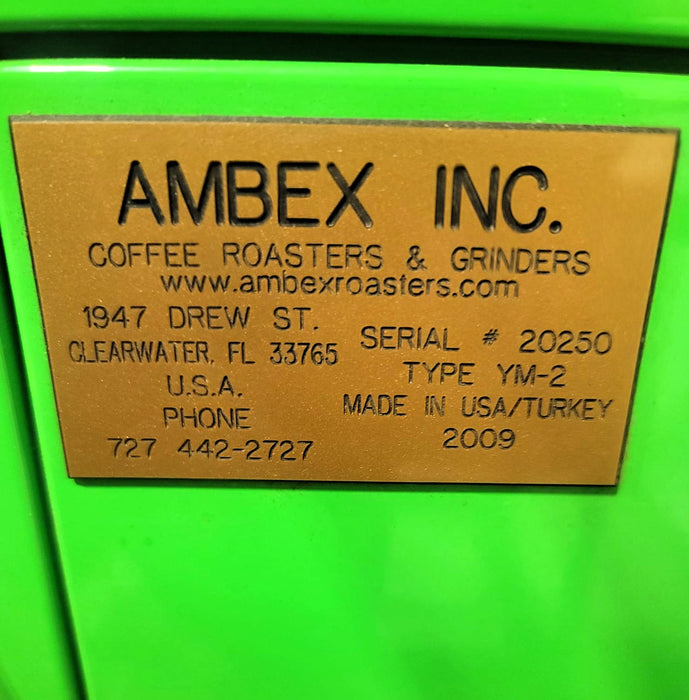 AMBEX INC.
COFFEE ROASTERS & GRINDERS
www.ambexroasters.com
1947 DREW ST.
CLEARWATER, FL 33765
U.S.A.
PHONE
727 442-2727
SERIAL # 20250
TYPE YM-2
MADE IN USA/TURKEY
2009